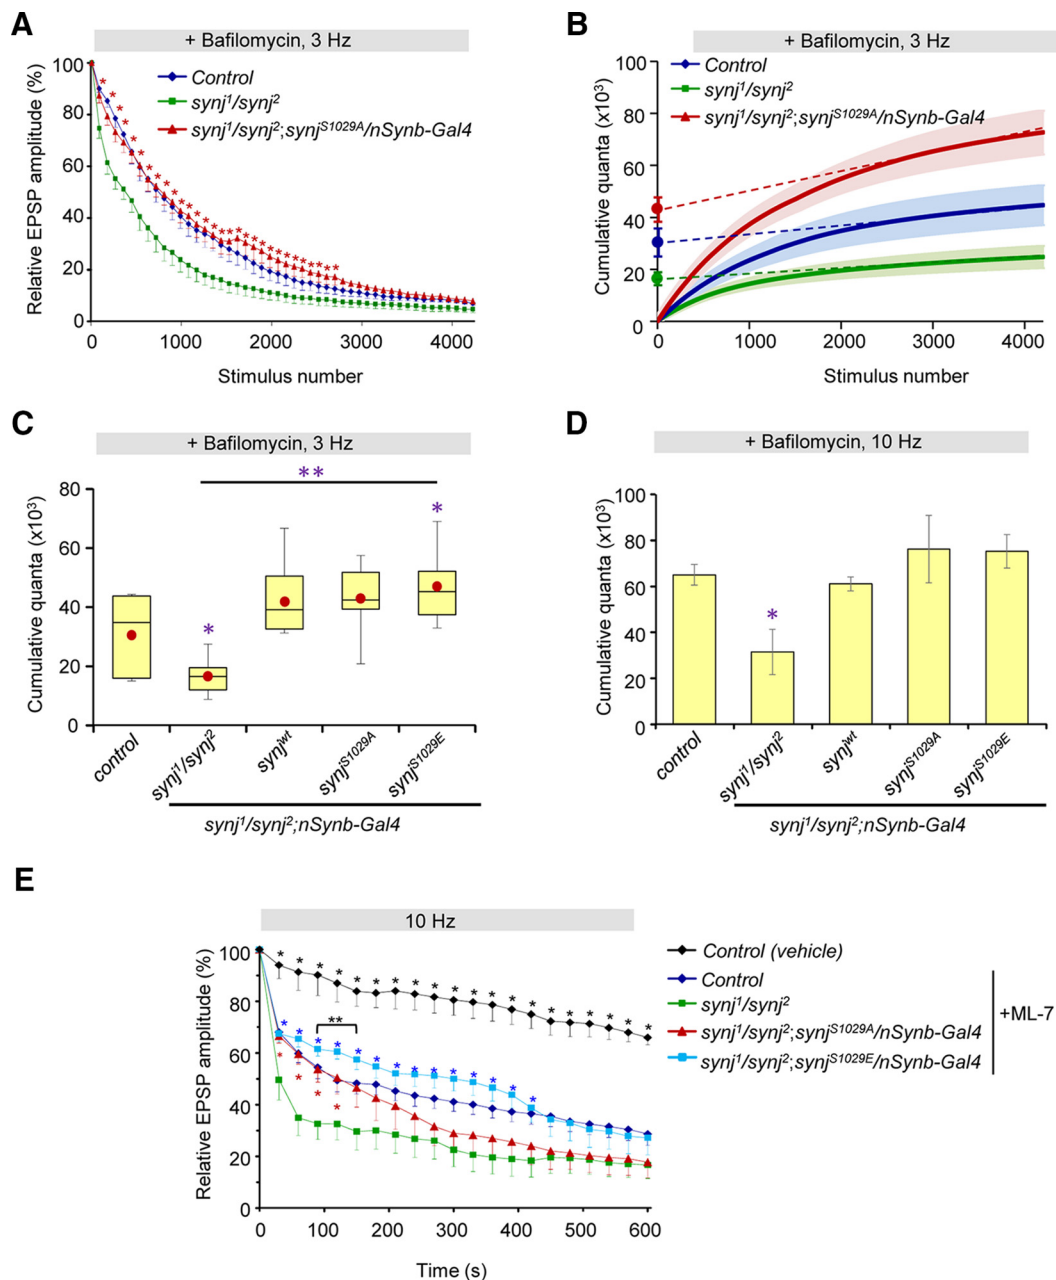 A
+ Bafilomycin, 3 Hz
Relative EPSP amplitude (%)
100
80
60
40
20
0
Control
synj¹/synj²
synj¹/synj²;synjS1029A/nSynb-Gal4
0 1000 2000 3000 4000
Stimulus number
B
+ Bafilomycin, 3 Hz
Cumulative quanta (x10³)
100
80
60
40
20
0
Control
synj¹/synj²
synj¹/synj²;synjS1029A/nSynb-Gal4
0 1000 2000 3000 4000
Stimulus number
C
+ Bafilomycin, 3 Hz
Cumulative quanta (x10³)
80
60
40
20
0
**
*
*
control
synj¹/synj²
synjwt
synjS1029A
synjS1029E
synj¹/synj²;nSynb-Gal4
D
+ Bafilomycin, 10 Hz
Cumulative quanta (x10³)
100
80
60
40
20
0
*
control
synj¹/synj²
synjwt
synjS1029A
synjS1029E
synj¹/synj²;nSynb-Gal4
E
10 Hz
Relative EPSP amplitude (%)
100
80
60
40
20
0
**
0 100 200 300 400 500 600
Time (s)
Control (vehicle)
Control
synj¹/synj²
synj¹/synj²;synjS1029A/nSynb-Gal4
synj¹/synj²;synjS1029E/nSynb-Gal4
+ML-7